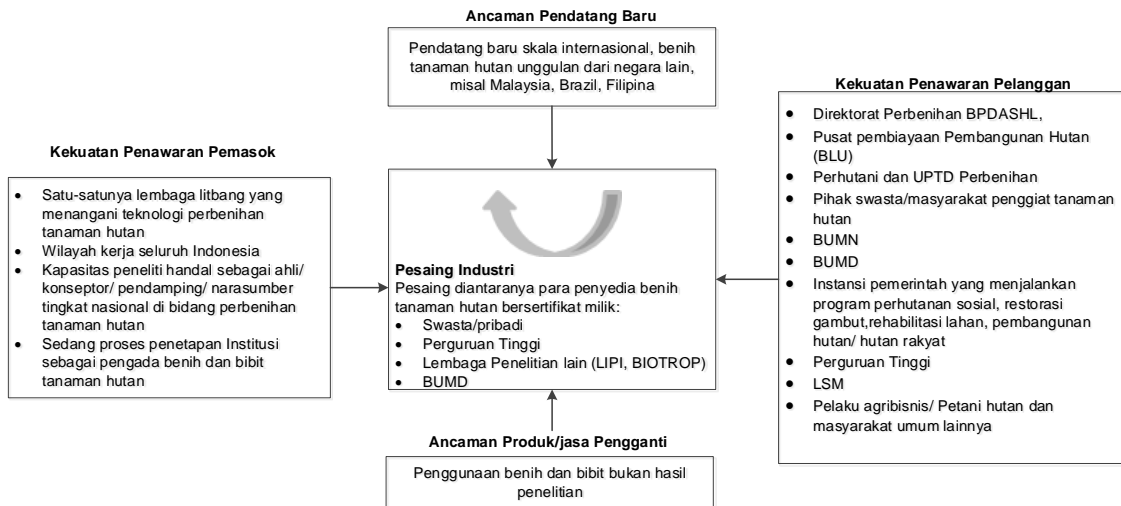 Ancaman Pendatang Baru
Pendatang baru skala internasional, benih
tanaman hutan unggulan dari negara lain,
misal Malaysia, Brazil, Filipina
Kekuatan Penawaran Pemasok
• Satu-satunya lembaga litbang yang
menangani teknologi perbenihan
tanaman hutan
• Wilayah kerja seluruh Indonesia
• Kapasitas peneliti handal sebagai ahli/
konseptor/ pendamping/ narasumber
tingkat nasional di bidang perbenihan
tanaman hutan
• Sedang proses penetapan Institusi
sebagai pengada benih dan bibit
tanaman hutan
Pesaing Industri
Pesaing diantaranya para penyedia benih
tanaman hutan bersertifikat milik:
• Swasta/pribadi
• Perguruan Tinggi
• Lembaga Penelitian lain (LIPI, BIOTROP)
• BUMD
Kekuatan Penawaran Pelanggan
• Direktorat Perbenihan BPDASHL,
• Pusat pembiayaan Pembangunan Hutan
(BLU)
• Perhutani dan UPTD Perbenihan
• Pihak swasta/masyarakat penggiat tanaman
hutan
• BUMN
• BUMD
• Instansi pemerintah yang menjalankan
program perhutanan sosial, restorasi
gambut,rehabilitasi lahan, pembangunan
hutan/ hutan rakyat
• Perguruan Tinggi
• LSM
• Pelaku agribisnis/ Petani hutan dan
masyarakat umum lainnya
Ancaman Produk/jasa Pengganti
Penggunaan benih dan bibit bukan hasil
penelitian